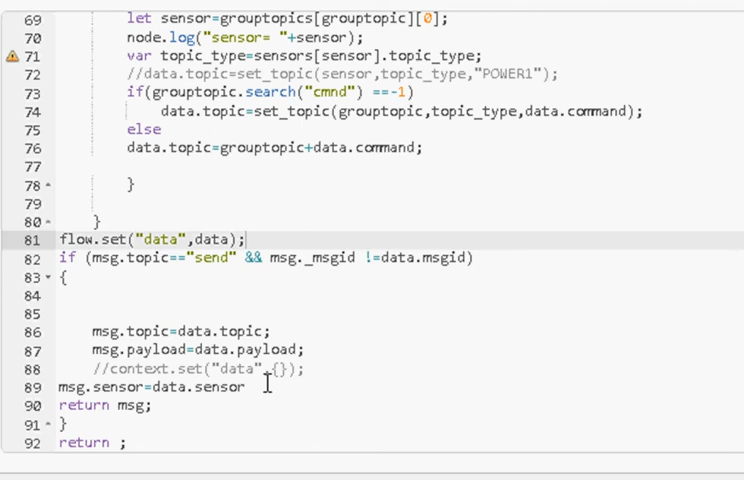 69 let sensor=grouptopics[grouptopic][0];
70 node.log("sensor= "+sensor);
71 var topic_type=sensors[sensor].topic_type;
72 //data.topic=set_topic(sensor,topic_type,"POWER1");
73 if(grouptopic.search("cmnd") ==-1)
74 data.topic=set_topic(grouptopic,topic_type,data.command);
75 else
76 data.topic=grouptopic+data.command;
77
78 }
79
80 }
81 flow.set("data",data);
82 if (msg.topic=="send" && msg._msgid !=data.msgid)
83 {
84
85
86 msg.topic=data.topic;
87 msg.payload=data.payload;
88 //context.set("data",{});
89 msg.sensor=data.sensor
90 return msg;
91 }
92 return ;